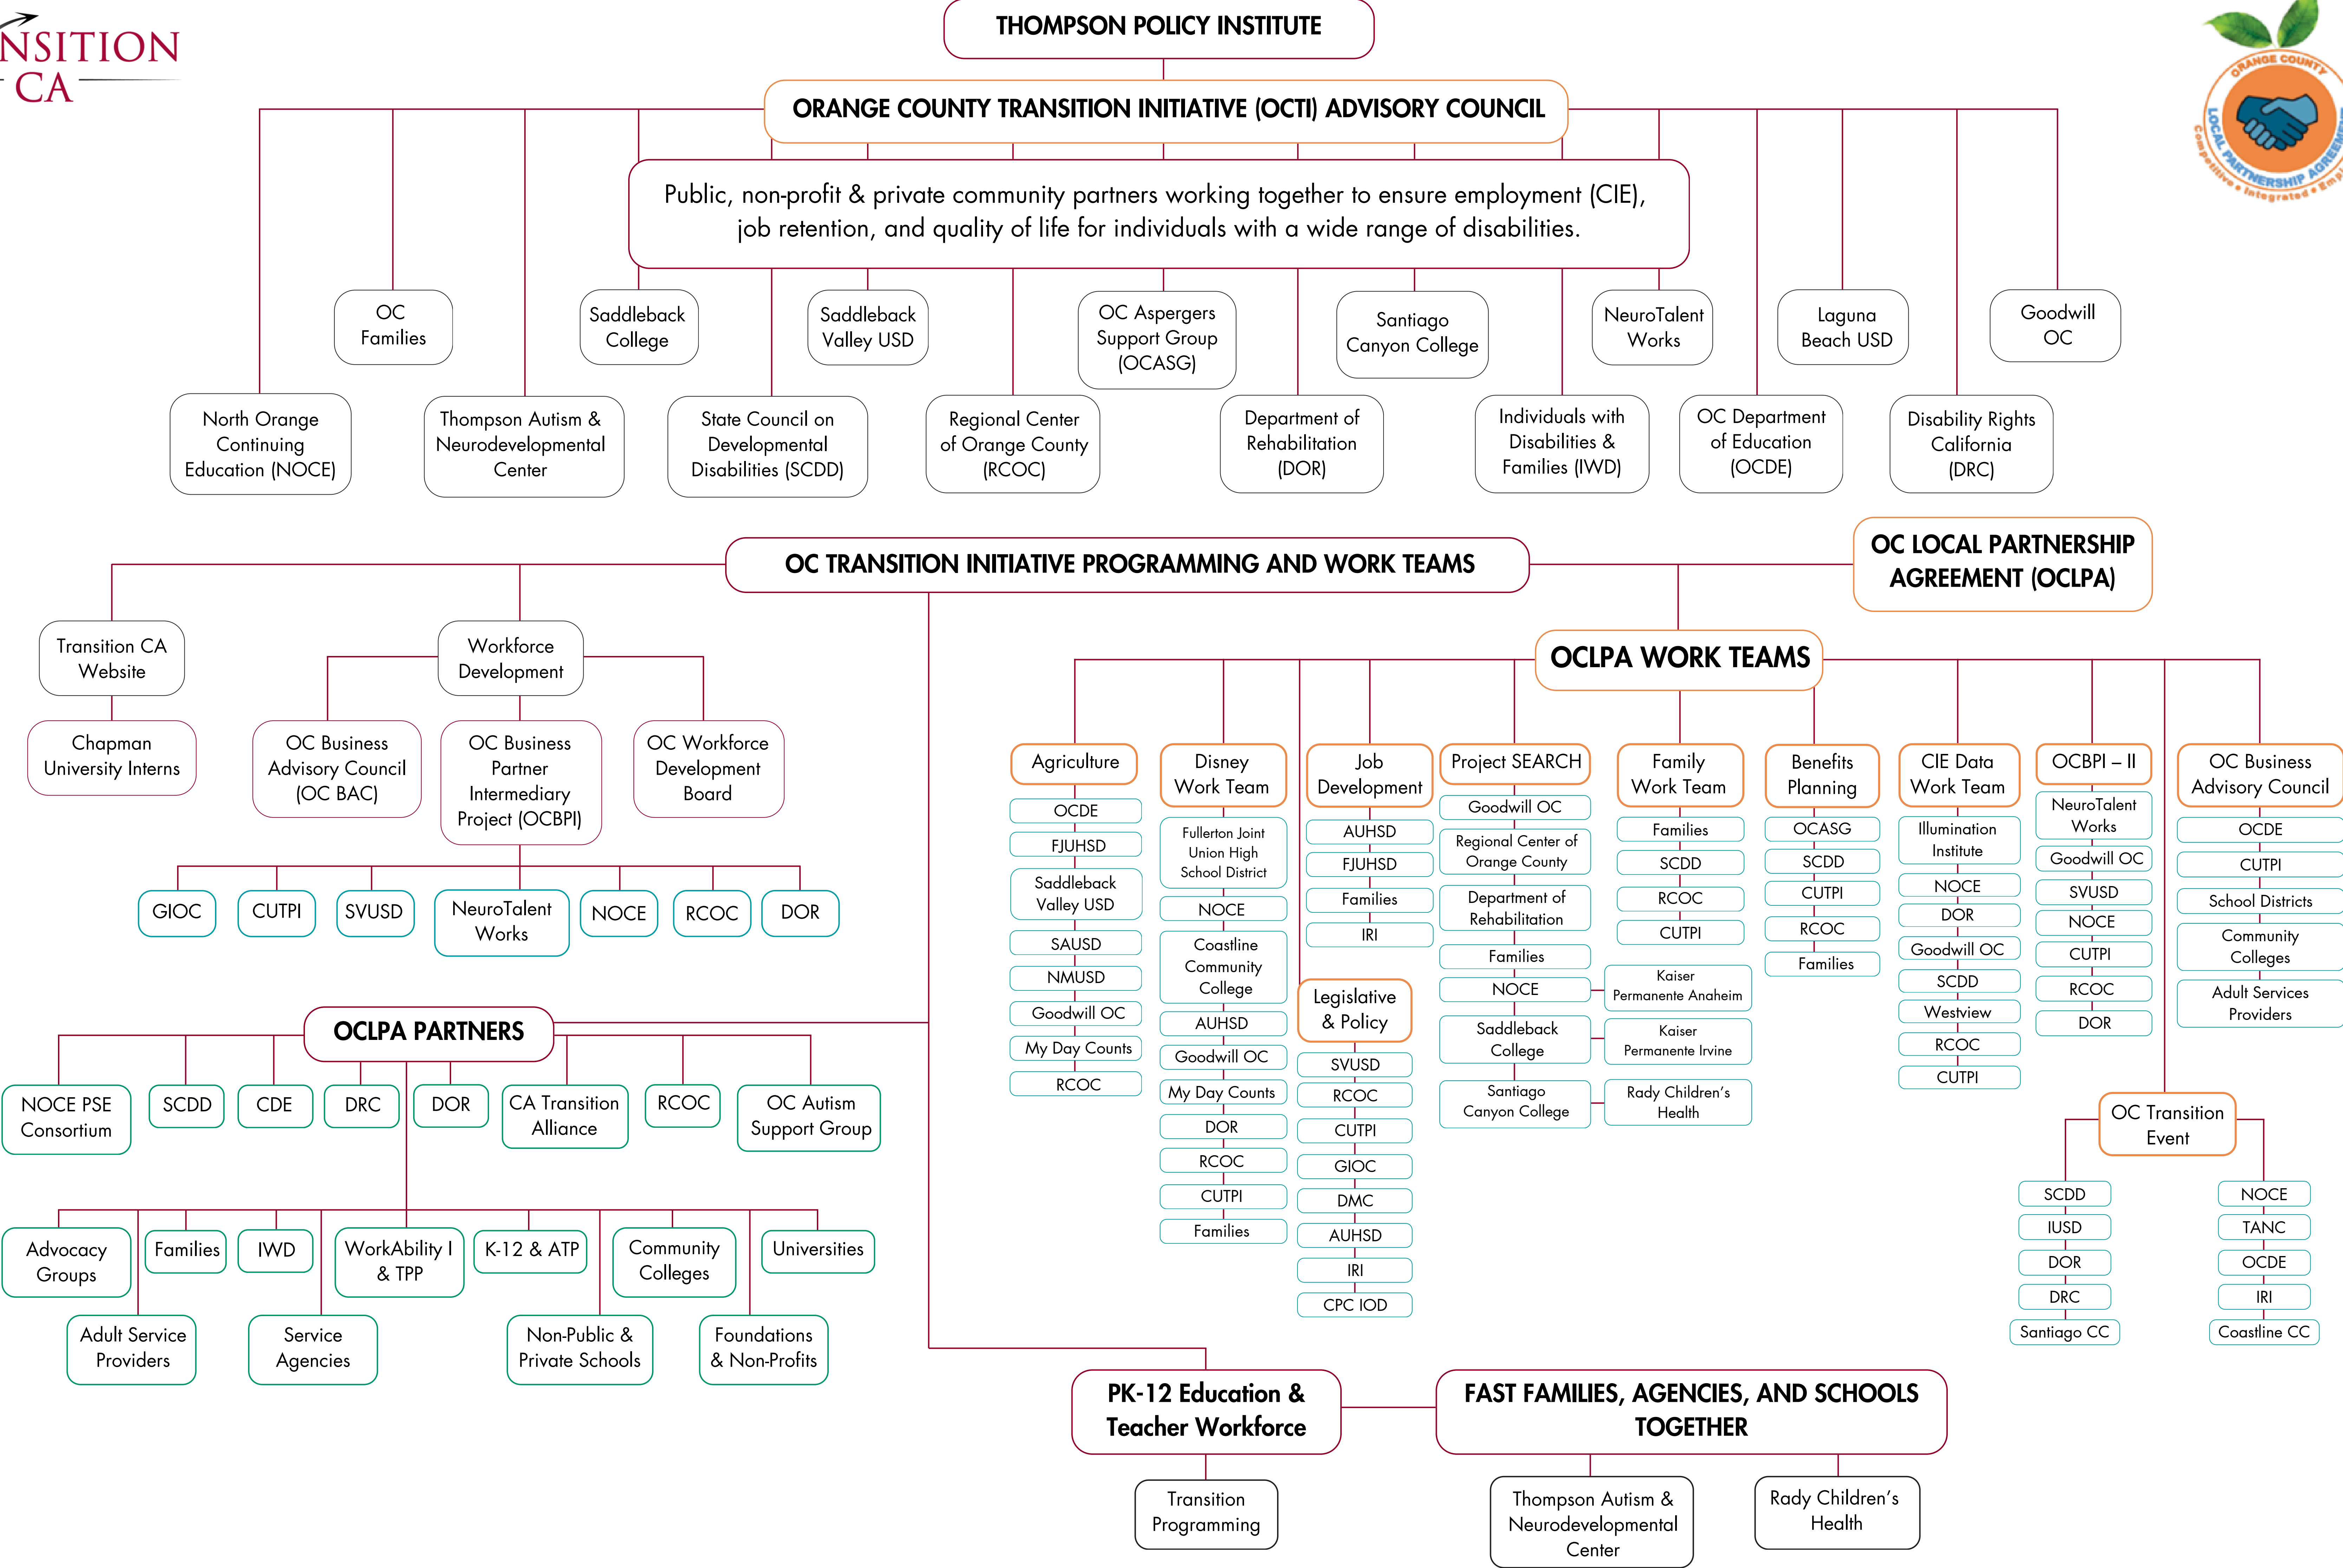 NSITION
CA
THOMPSON POLICY INSTITUTE
ORANGE COUNTY
LOCAL PARTNERSHIP AGREEMENT
Competitive • Integrated •
ORANGE COUNTY TRANSITION INITIATIVE (OCTI) ADVISORY COUNCIL
Public, non-profit & private community partners working together to ensure employment (CIE),
job retention, and quality of life for individuals with a wide range of disabilities.
OC
Families
Saddleback
College
Saddleback
Valley USD
OC Aspergers
Support Group
(OCASG)
Santiago
Canyon College
NeuroTalent
Works
Laguna
Beach USD
Goodwill
OC
North Orange
Continuing
Education (NOCE)
Thompson Autism &
Neurodevelopmental
Center
State Council on
Developmental
Disabilities (SCDD)
Regional Center
of Orange County
(RCOC)
Department of
Rehabilitation
(DOR)
Individuals with
Disabilities &
Families (IWD)
OC Department
of Education
(OCDE)
Disability Rights
California
(DRC)
OC TRANSITION INITIATIVE PROGRAMMING AND WORK TEAMS
OC LOCAL PARTNERSHIP
AGREEMENT (OCLPA)
Transition CA
Website
Workforce
Development
Chapman
University Interns
OC Business
Advisory Council
(OC BAC)
OC Business
Partner
Intermediary
Project (OCBPI)
OC Workforce
Development
Board
GIOC
CUTPI
SVUSD
NeuroTalent
Works
NOCE
RCOC
DOR
OCLPA WORK TEAMS
Agriculture
OCDE
FJUHSD
Saddleback
Valley USD
SAUSD
NMUSD
Goodwill OC
My Day Counts
RCOC
Disney
Work Team
Fullerton Joint
Union High
School District
NOCE
Coastline
Community
College
AUHSD
Goodwill OC
My Day Counts
DOR
RCOC
CUTPI
Families
Job
Development
AUHSD
FJUHSD
Families
IRI
Legislative
& Policy
SVUSD
RCOC
CUTPI
GIOC
DMC
AUHSD
IRI
CPC IOD
Project SEARCH
Goodwill OC
Regional Center of
Orange County
Department of
Rehabilitation
Families
NOCE
Kaiser
Permanente Anaheim
Saddleback
College
Kaiser
Permanente Irvine
Santiago
Canyon College
Rady Children's
Health
Family
Work Team
Families
SCDD
RCOC
CUTPI
Benefits
Planning
OCASG
SCDD
CUTPI
RCOC
Families
CIE Data
Work Team
Illumination
Institute
NOCE
DOR
Goodwill OC
SCDD
Westview
RCOC
CUTPI
OCBPI – II
NeuroTalent
Works
Goodwill OC
SVUSD
NOCE
CUTPI
RCOC
DOR
OC Business
Advisory Council
OCDE
CUTPI
School Districts
Community
Colleges
Adult Services
Providers
OC Transition
Event
SCDD
IUSD
DOR
DRC
Santiago CC
NOCE
TANC
OCDE
IRI
Coastline CC
OCLPA PARTNERS
NOCE PSE
Consortium
SCDD
CDE
DRC
DOR
CA Transition
Alliance
RCOC
OC Autism
Support Group
Advocacy
Groups
Families
IWD
WorkAbility I
& TPP
K-12 & ATP
Community
Colleges
Universities
Adult Service
Providers
Service
Agencies
Non-Public &
Private Schools
Foundations
& Non-Profits
PK-12 Education &
Teacher Workforce
FAST FAMILIES, AGENCIES, AND SCHOOLS
TOGETHER
Transition
Programming
Thompson Autism &
Neurodevelopmental
Center
Rady Children's
Health